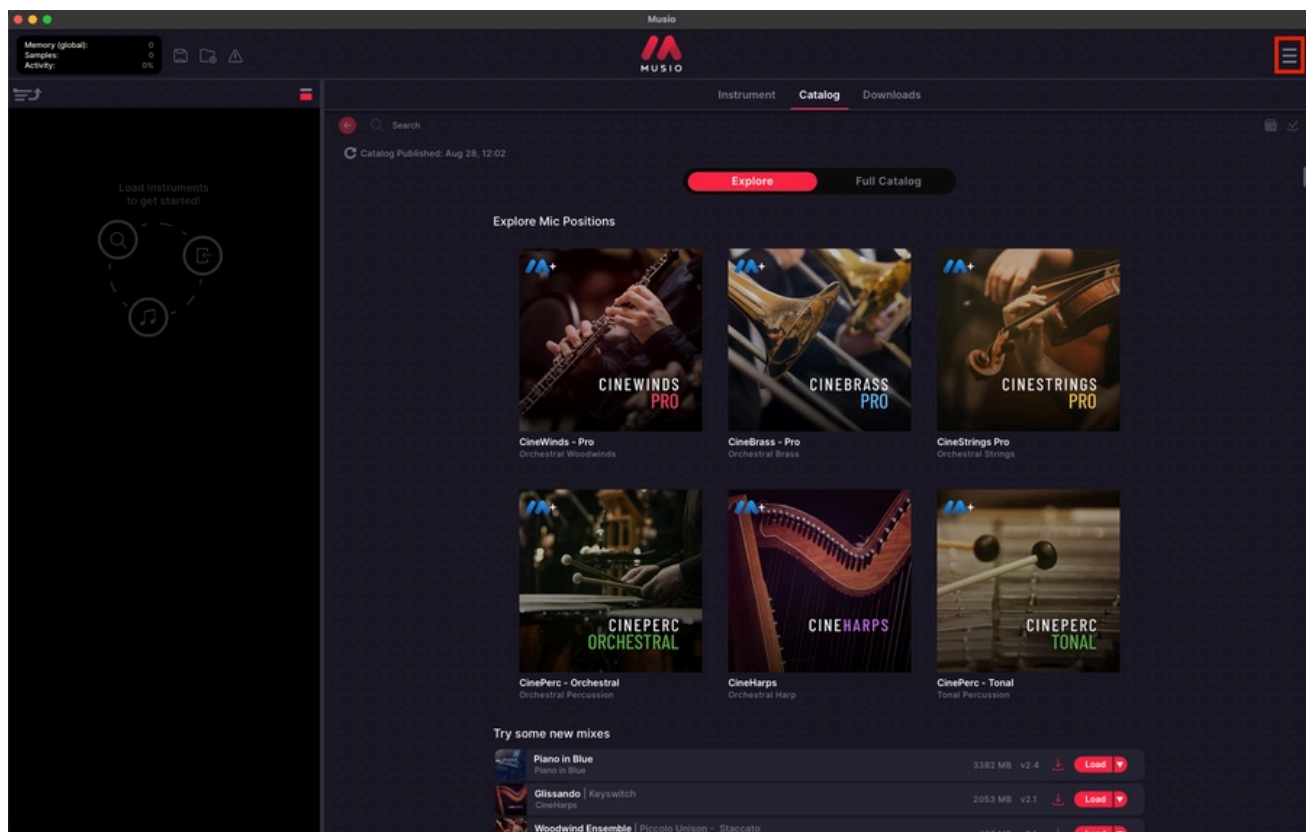 Musio
Memory (global): 0
Samples: 0
Activity: 0%
MUSIO
Instrument Catalog Downloads
Search
Catalog Published: Aug 28, 12:02
Load Instruments
to get started!
Explore Full Catalog
Explore Mic Positions
CINEWINDS
PRO
CINEBRASS
PRO
CINESTRINGS
PRO
CineWinds - Pro
Orchestral Woodwinds
CineBrass - Pro
Orchestral Brass
CineStrings Pro
Orchestral Strings
CINEPERC
ORCHESTRAL
CINEHARPS
CINEPERC
TONAL
CinePerc - Orchestral
Orchestral Percussion
CineHarps
Orchestral Harp
CinePerc - Tonal
Tonal Percussion
Try some new mixes
Piano in Blue
Piano in Blue
3382 MB v2.4 Load
Glissando | Keyswitch
CineHarps
2053 MB v2.1 Load
Woodwind Ensemble | Piccolo Unison - Staccato